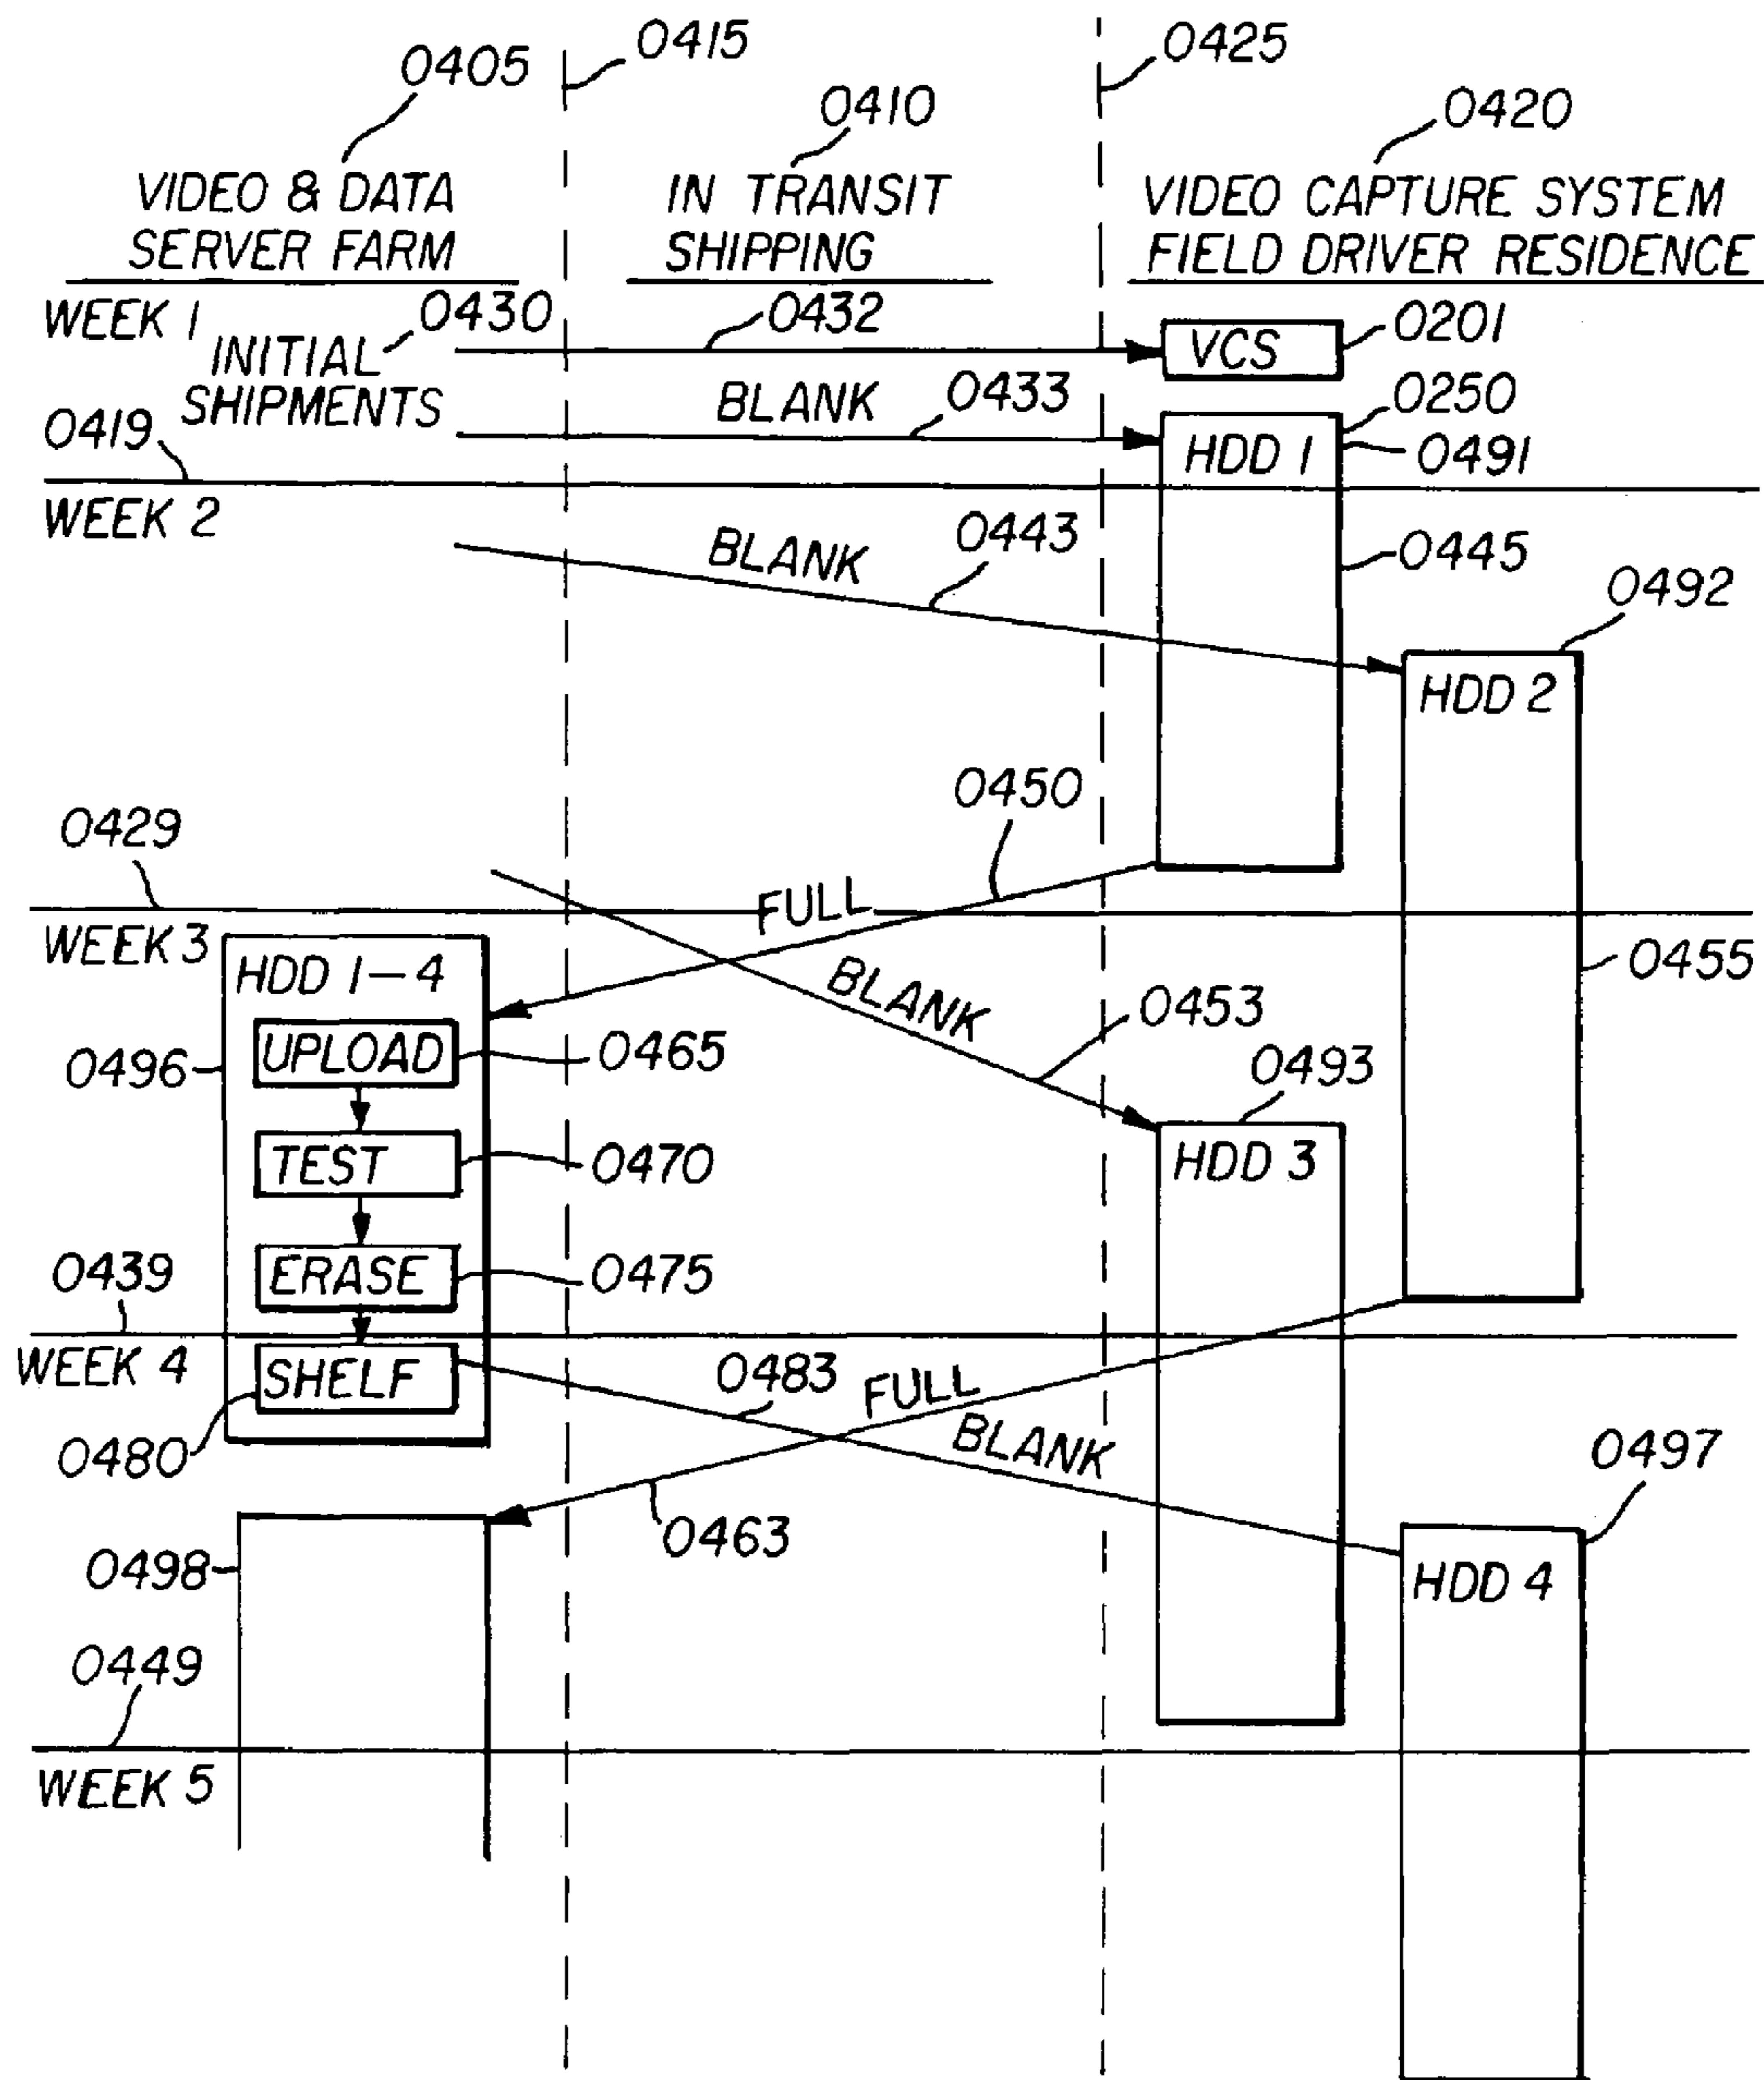 0405
0415
0410
0425
0420
VIDEO & DATA
SERVER FARM
IN TRANSIT
SHIPPING
VIDEO CAPTURE SYSTEM
FIELD DRIVER RESIDENCE
WEEK 1
INITIAL
SHIPMENTS
0430
0432
VCS
0201
BLANK
0433
0250
HDD 1
0491
0419
WEEK 2
BLANK
0443
0445
0492
HDD 2
0450
0429
FULL
WEEK 3
HDD 1-4
BLANK
0455
0453
0496
UPLOAD
0465
0493
TEST
0470
HDD 3
0439
ERASE
0475
WEEK 4
SHELF
0483
FULL
BLANK
0480
0497
0463
0498
HDD 4
0449
WEEK 5